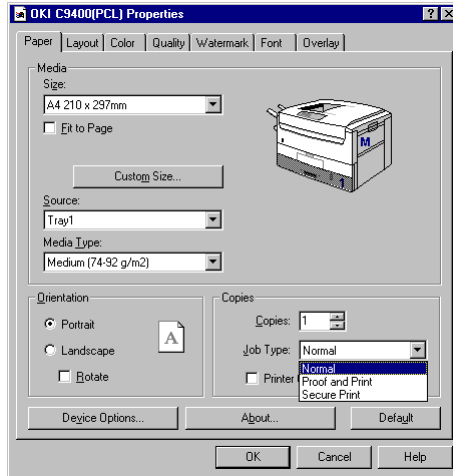 OKI C9400(PCL) Properties
Paper Layout Color Quality Watermark Font Overlay
Media
Size:
A4 210 x 297mm
Fit to Page
M
Custom Size...
1
Source:
Tray1
Media Type:
Medium (74-92 g/m2)
Orientation
Copies
Portrait
Copies: 1
A
Landscape
Job Type: Normal
Normal
Rotate
Printer
Proof and Print
Secure Print
Device Options...
About...
Default
OK
Cancel
Help